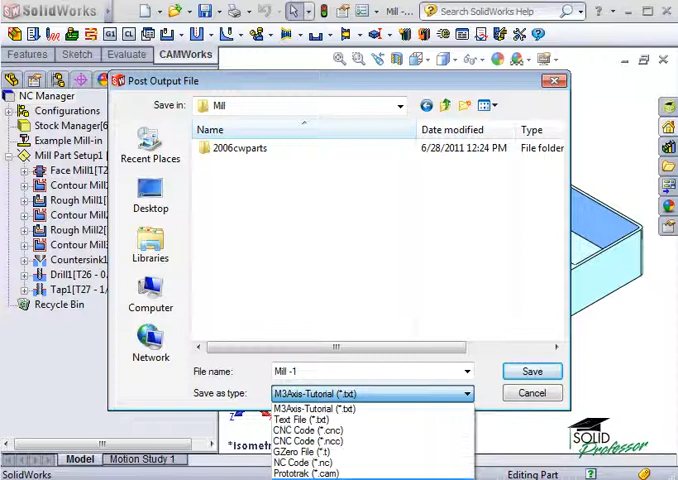 SolidWorks
Mill -...
Search SolidWorks Help
Features
Sketch
Evaluate
CAMWorks
NC Manager
Configurations
Stock Manager[6
Example Mill-in
Mill Part Setup1
Face Mill1[T2
Contour Mill
Rough Mill1[
Contour Mill
Rough Mill2[
Contour Mill
Countersink1
Drill1[T26 - 0.
Tap1[T27 - 1/
Recycle Bin
Post Output File
Save in:
Mill
Name
Date modified
Type
2006cwparts
6/28/2011 12:24 PM
File folder
Recent Places
Desktop
Libraries
Computer
Network
File name:
Mill -1
Save
Save as type:
M3Axis-Tutorial (*.txt)
Cancel
M3Axis-Tutorial (*.txt)
Text File (*.txt)
CNC Code (*.cnc)
CNC Code (*.ncc)
GZero File (*.t)
NC Code (*.nc)
Prototrak (*.cam)
*Isome
SOLID
Professor
Model
Motion Study 1
SolidWorks
Editing Part